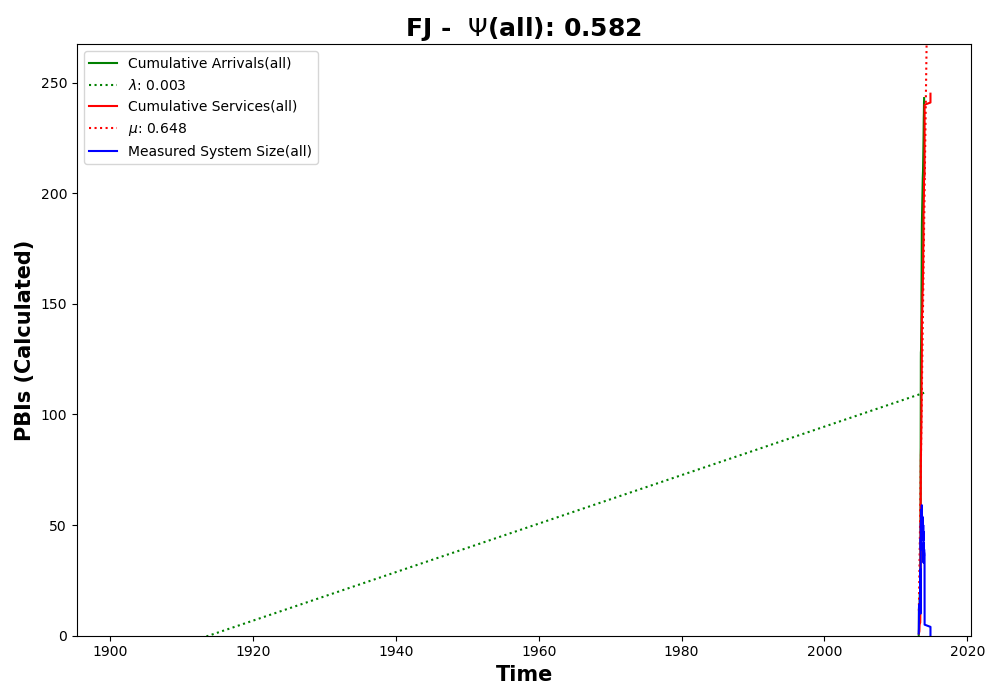 FJ - Ψ(all): 0.582
Cumulative Arrivals(all)
λ: 0.003
Cumulative Services(all)
μ: 0.648
Measured System Size(all)
PBIs (Calculated)
250
200
150
100
50
0
1900 1920 1940 1960 1980 2000 2020
Time